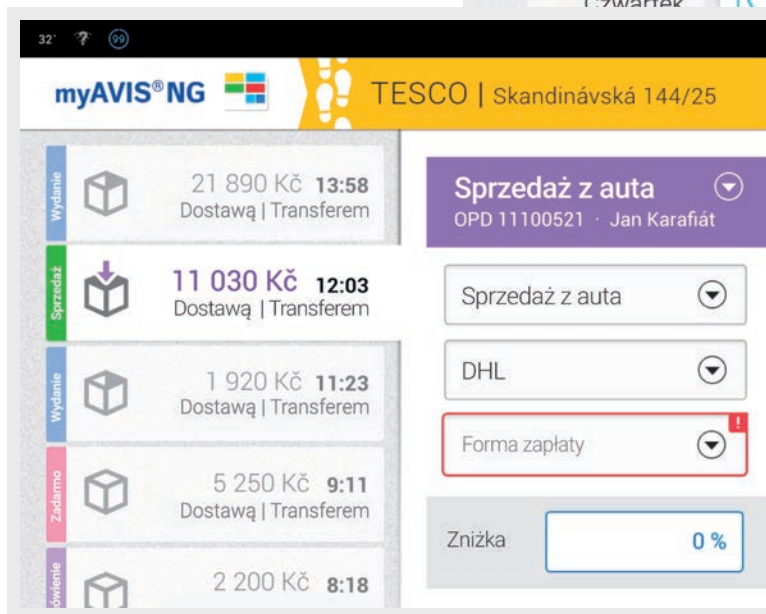 Czwartek
32°
99
myAVIS®NG
TESCO | Skandinávská 144/25
Wydanie
21 890 Kč 13:58
Dostawą | Transferem
Sprzedaż
11 030 Kč 12:03
Dostawą | Transferem
Wydanie
1 920 Kč 11:23
Dostawą | Transferem
Zadarmo
5 250 Kč 9:11
Dostawą | Transferem
ówienie
2 200 Kč 8:18
Sprzedaż z auta
OPD 11100521 · Jan Karafiát
Sprzedaż z auta
DHL
Forma zapłaty
!
Zniżka
0 %